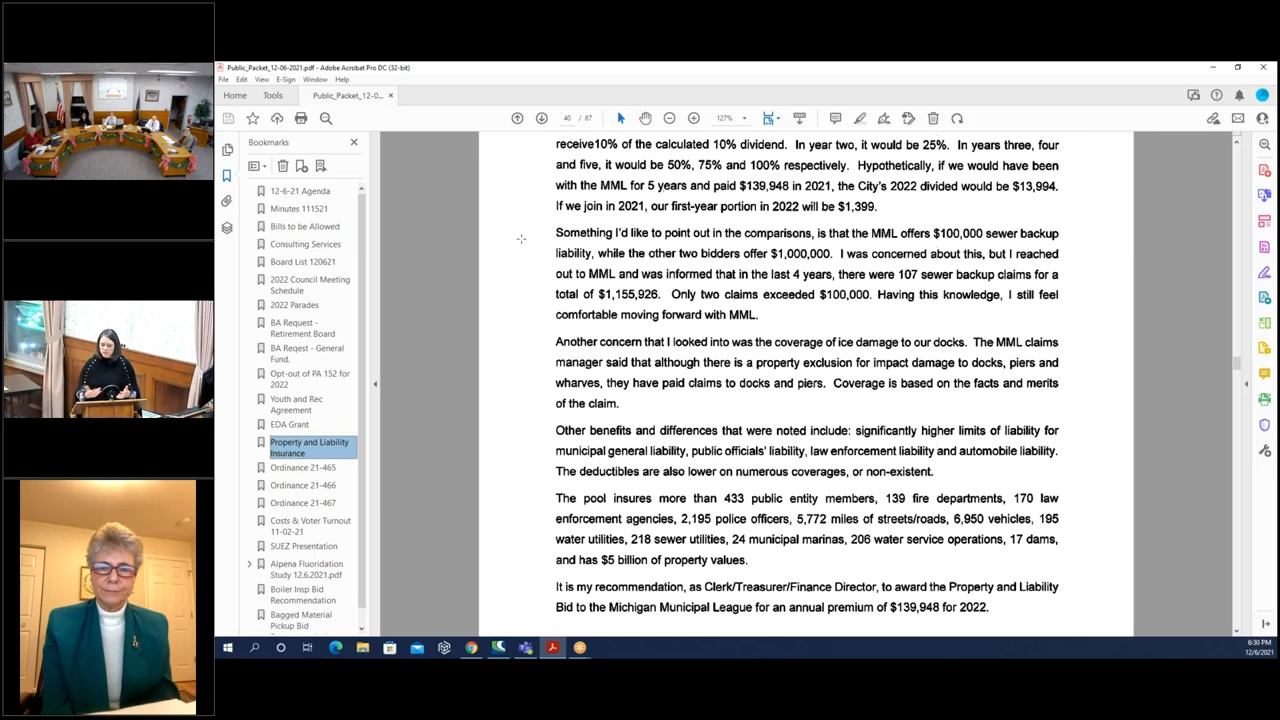 Public_Packet_12-06-2021.pdf - Adobe Acrobat Pro DC (32-bit)
File Edit View E-Sign Window Help
Home Tools Public_Packet_12-0... ×
40 / 87 127%
Bookmarks
12-6-21 Agenda
Minutes 111521
Bills to be Allowed
Consulting Services
Board List 120621
2022 Council Meeting
Schedule
2022 Parades
BA Request -
Retirement Board
BA Reqest - General
Fund.
Opt-out of PA 152 for
2022
Youth and Rec
Agreement
EDA Grant
Property and Liability
Insurance
Ordinance 21-465
Ordinance 21-466
Ordinance 21-467
Costs & Voter Turnout
11-02-21
SUEZ Presentation
Alpena Fluoridation
Study 12.6.2021.pdf
Boiler Insp Bid
Recommendation
Bagged Material
Pickup Bid
receive10% of the calculated 10% dividend. In year two, it would be 25%. In years three, four
and five, it would be 50%, 75% and 100% respectively. Hypothetically, if we would have been
with the MML for 5 years and paid $139,948 in 2021, the City's 2022 divided would be $13,994.
If we join in 2021, our first-year portion in 2022 will be $1,399.
Something I'd like to point out in the comparisons, is that the MML offers $100,000 sewer backup
liability, while the other two bidders offer $1,000,000. I was concerned about this, but I reached
out to MML and was informed that in the last 4 years, there were 107 sewer backup claims for a
total of $1,155,926. Only two claims exceeded $100,000. Having this knowledge, I still feel
comfortable moving forward with MML.
Another concern that I looked into was the coverage of ice damage to our docks. The MML claims
manager said that although there is a property exclusion for impact damage to docks, piers and
wharves, they have paid claims to docks and piers. Coverage is based on the facts and merits
of the claim.
Other benefits and differences that were noted include: significantly higher limits of liability for
municipal general liability, public officials' liability, law enforcement liability and automobile liability.
The deductibles are also lower on numerous coverages, or non-existent.
The pool insures more than 433 public entity members, 139 fire departments, 170 law
enforcement agencies, 2,195 police officers, 5,772 miles of streets/roads, 6,950 vehicles, 195
water utilities, 218 sewer utilities, 24 municipal marinas, 206 water service operations, 17 dams,
and has $5 billion of property values.
It is my recommendation, as Clerk/Treasurer/Finance Director, to award the Property and Liability
Bid to the Michigan Municipal League for an annual premium of $139,948 for 2022.
6:30 PM
12/6/2021